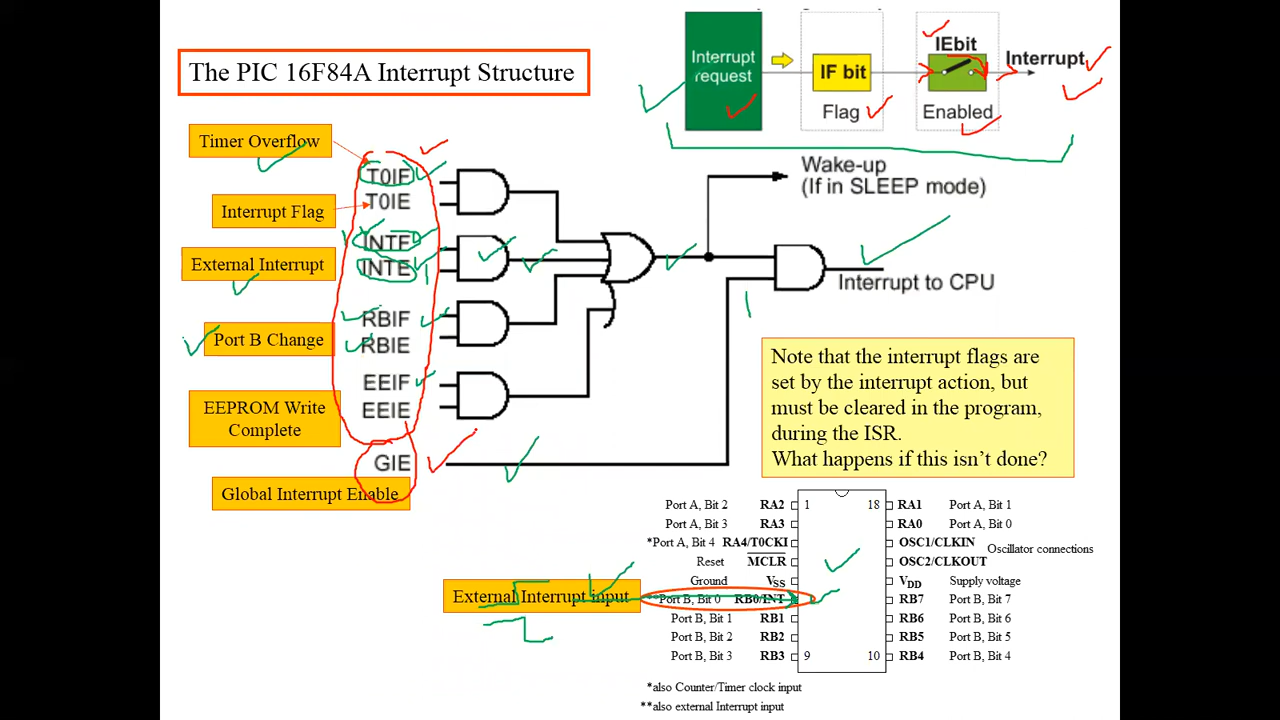 The PIC 16F84A Interrupt Structure
Interrupt
request
IF bit
Flag
IEbit
Enabled
Interrupt
Timer Overflow
T0IF
T0IE
Interrupt Flag
INTF
External Interrupt
INTE
RBIF
Port B Change
RBIE
EEIF
EEPROM Write
Complete
EEIE
GIE
Global Interrupt Enable
Wake-up
(If in SLEEP mode)
Interrupt to CPU
Note that the interrupt flags are
set by the interrupt action, but
must be cleared in the program,
during the ISR.
What happens if this isn’t done?
Port A, Bit 2 RA2 1 18 RA1 Port A, Bit 1
Port A, Bit 3 RA3 RA0 Port A, Bit 0
*Port A, Bit 4 RA4/T0CKI OSC1/CLKIN
Oscillator connections
Reset MCLR OSC2/CLKOUT
Ground VSS VDD Supply voltage
External Interrupt input
**Port B, Bit 0 RB0/INT RB7 Port B, Bit 7
Port B, Bit 1 RB1 RB6 Port B, Bit 6
Port B, Bit 2 RB2 RB5 Port B, Bit 5
Port B, Bit 3 RB3 9 10 RB4 Port B, Bit 4
*also Counter/Timer clock input
**also external Interrupt input